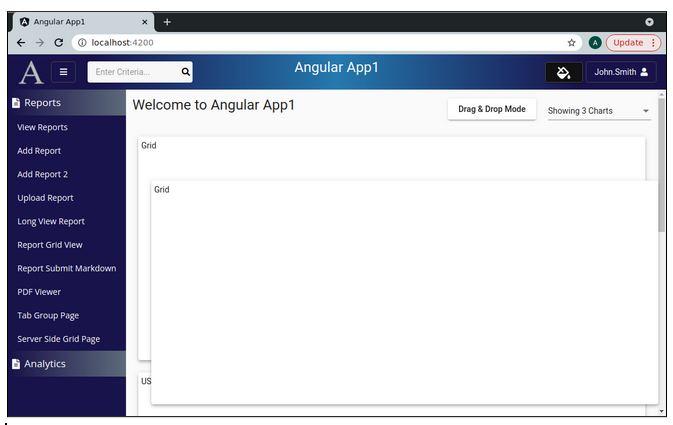 Angular App1
localhost:4200
A
Update
A
Enter Criteria...
Angular App1
John.Smith
Reports
View Reports
Add Report
Add Report 2
Upload Report
Long View Report
Report Grid View
Report Submit Markdown
PDF Viewer
Tab Group Page
Server Side Grid Page
Analytics
Welcome to Angular App1
Drag & Drop Mode
Showing 3 Charts
Grid
Grid
US